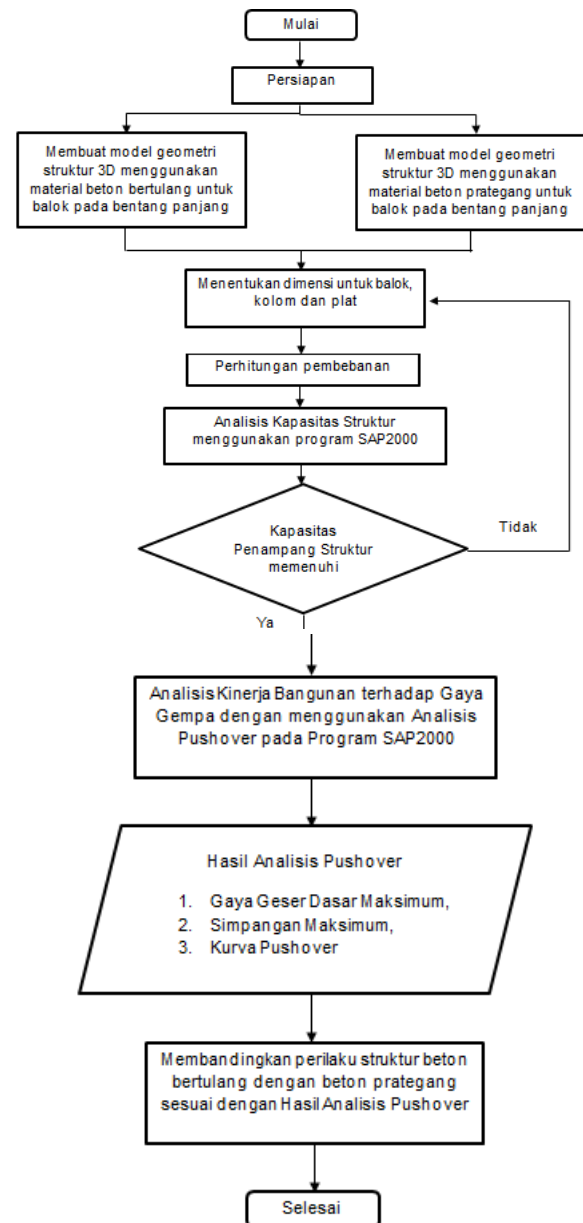 Mulai
Persiapan
Membuat model geometri
struktur 3D menggunakan
material beton bertulang untuk
balok pada bentang panjang
Membuat model geometri
struktur 3D menggunakan
material beton prategang untuk
balok pada bentang panjang
Menentukan dimensi untuk balok,
kolom dan plat
Perhitungan pembebanan
Analisis Kapasitas Struktur
menggunakan program SAP2000
Kapasitas
Penampang Struktur
memenuhi
Tidak
Ya
Analisis Kinerja Bangunan terhadap Gaya
Gempa dengan menggunakan Analisis
Pushover pada Program SAP2000
Hasil Analisis Pushover
1. Gaya Geser Dasar Maksimum,
2. Simpangan Maksimum,
3. Kurva Pushover
Membandingkan perilaku struktur beton
bertulang dengan beton prategang
sesuai dengan Hasil Analisis Pushover
Selesai